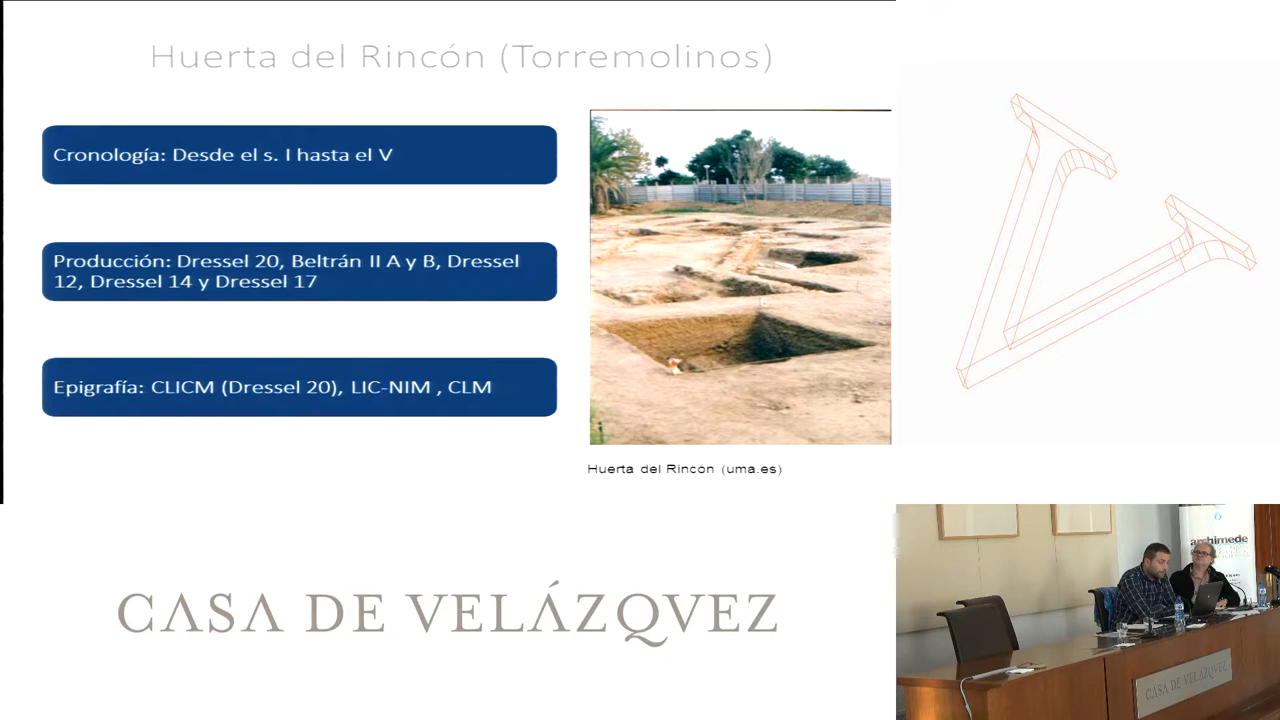 Huerta del Rincón (Torremolinos)
Cronología: Desde el s. I hasta el V
Producción: Dressel 20, Beltrán II A y B, Dressel
12, Dressel 14 y Dressel 17
Epigrafía: CLICM (Dressel 20), LIC-NIM , CLM
Huerta del Rincón (uma.es)
CASA DE VELÁZQVEZ
archimede
CASA DE VELÁZQVEZ